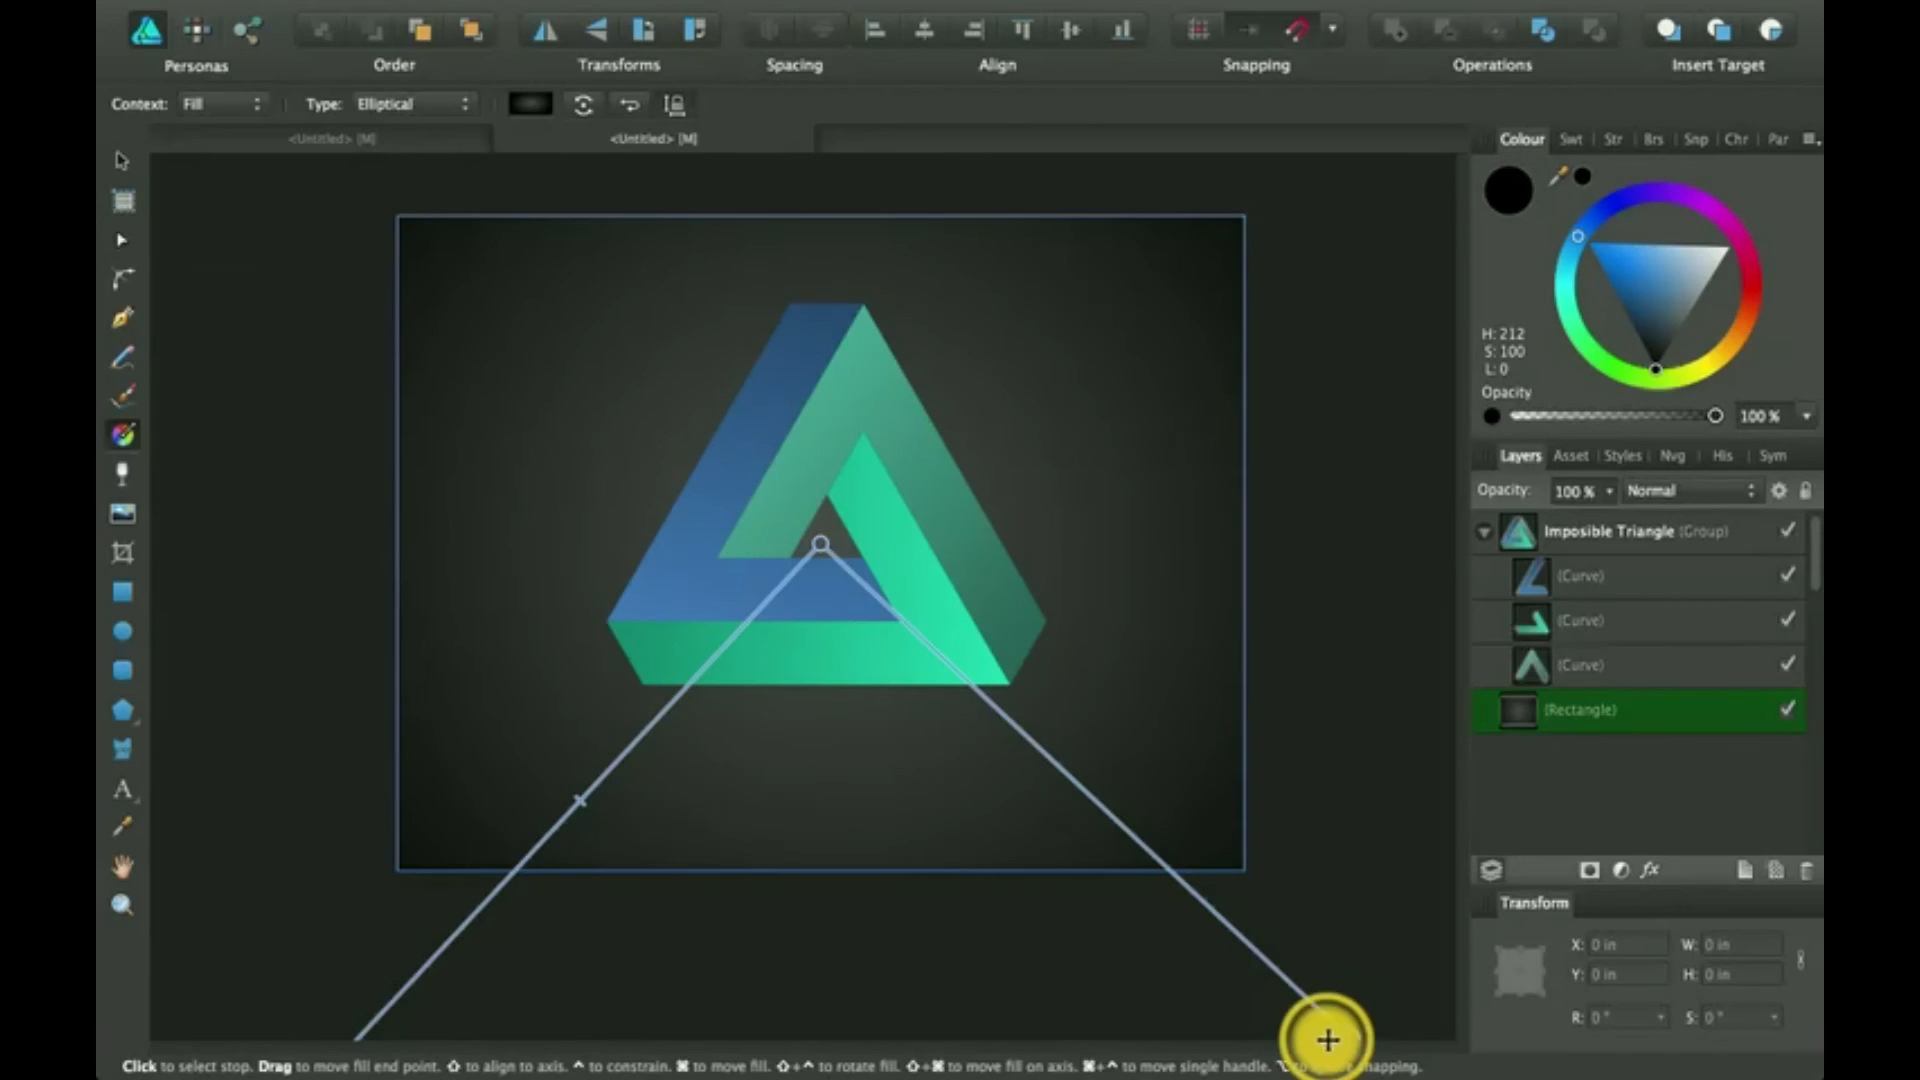 Personas
Order
Transforms
Spacing
Align
Snapping
Operations
Insert Target
Context: Fill Type: Elliptical
<Untitled> [M]
<Untitled> [M]
Colour Swt Str Brs Snp Chr Par
H: 212
S: 100
L: 0
Opacity
100 %
Layers Asset Styles Nvg His Sym
Opacity: 100 % Normal
Imposible Triangle (Group)
(Curve)
(Curve)
(Curve)
(Rectangle)
fx
Transform
X: 0 in W: 0 in
Y: 0 in H: 0 in
R: 0 ° S: 0 °
A
Click to select stop. Drag to move fill end point. ⇧ to align to axis. ^ to constrain. ⌘ to move fill. ⇧+^ to rotate fill. ⇧+⌘ to move fill on axis. ⌘+^ to move single handle. snapping.